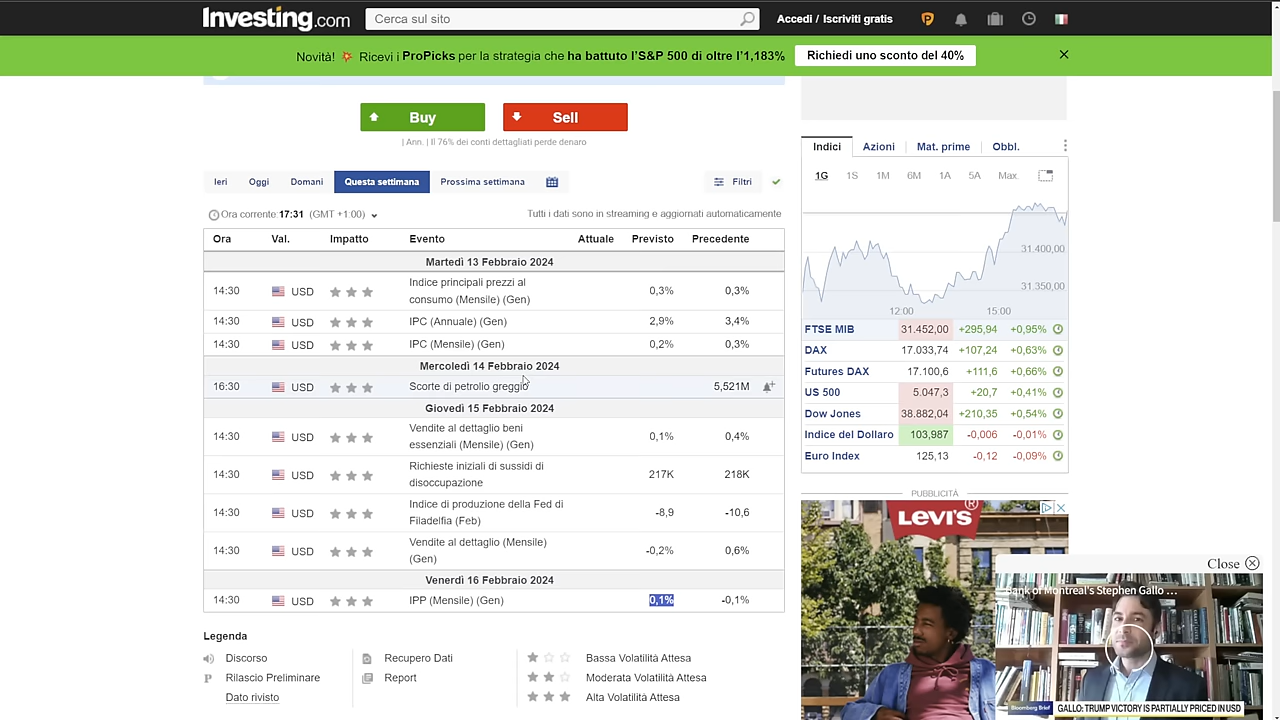 Investing.com
Cerca sul sito
Accedi / Iscriviti gratis
Novità! Ricevi i ProPicks per la strategia che ha battuto l'S&P 500 di oltre l'1,183%
Richiedi uno sconto del 40%
Buy
Sell
| Ann. | Il 76% dei conti dettagliati perde denaro
Ieri Oggi Domani Questa settimana Prossima settimana Filtri
Ora corrente: 17:31 (GMT +1:00)
Tutti i dati sono in streaming e aggiornati automaticamente
Ora Val. Impatto Evento Attuale Previsto Precedente
Martedì 13 Febbraio 2024
14:30 USD Indice principali prezzi al consumo (Mensile) (Gen) 0,3% 0,3%
14:30 USD IPC (Annuale) (Gen) 2,9% 3,4%
14:30 USD IPC (Mensile) (Gen) 0,2% 0,3%
Mercoledì 14 Febbraio 2024
16:30 USD Scorte di petrolio greggio 5,521M
Giovedì 15 Febbraio 2024
14:30 USD Vendite al dettaglio beni essenziali (Mensile) (Gen) 0,1% 0,4%
14:30 USD Richieste iniziali di sussidi di disoccupazione 217K 218K
14:30 USD Indice di produzione della Fed di Filadelfia (Feb) -8,9 -10,6
14:30 USD Vendite al dettaglio (Mensile) (Gen) -0,2% 0,6%
Venerdì 16 Febbraio 2024
14:30 USD IPP (Mensile) (Gen) 0,1% -0,1%
Legenda
Discorso
P Rilascio Preliminare
Dato rivisto
Recupero Dati
Report
Bassa Volatilità Attesa
Moderata Volatilità Attesa
Alta Volatilità Attesa
Indici Azioni Mat. prime Obbl.
1G 1S 1M 6M 1A 5A Max.
31.400,00
31.350,00
12:00 15:00
FTSE MIB 31.452,00 +295,94 +0,95%
DAX 17.033,74 +107,24 +0,63%
Futures DAX 17.100,6 +111,6 +0,66%
US 500 5.047,3 +20,7 +0,41%
Dow Jones 38.882,04 +210,35 +0,54%
Indice del Dollaro 103,987 -0,006 -0,01%
Euro Index 125,13 -0,12 -0,09%
PUBBLICITÀ
LEVI'S®
Close
Bank of Montreal's Stephen Gallo ...
Bloomberg Brief
GALLO: TRUMP VICTORY IS PARTIALLY PRICED IN USD